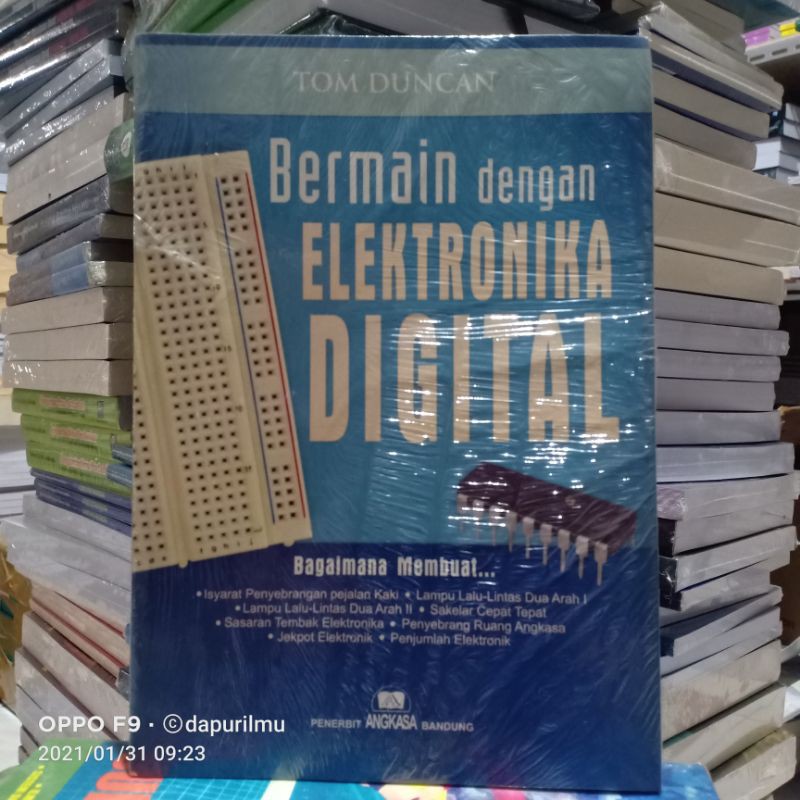 TOM DUNCAN
Bermain dengan
ELEKTRONIKA
DIGITAL
Bagaimana Membuat...
• Isyarat Penyebrangan pejalan Kaki • Lampu Lalu-Lintas Dua Arah I
• Lampu Lalu-Lintas Dua Arah II • Sakelar Cepat Tepat
• Sasaran Tembak Elektronika • Penyebrang Ruang Angkasa
• Jekpot Elektronik • Penjumlah Elektronik
PENERBIT ANGKASA BANDUNG
OPPO F9 · ©dapurilmu
2021/01/31 09:23